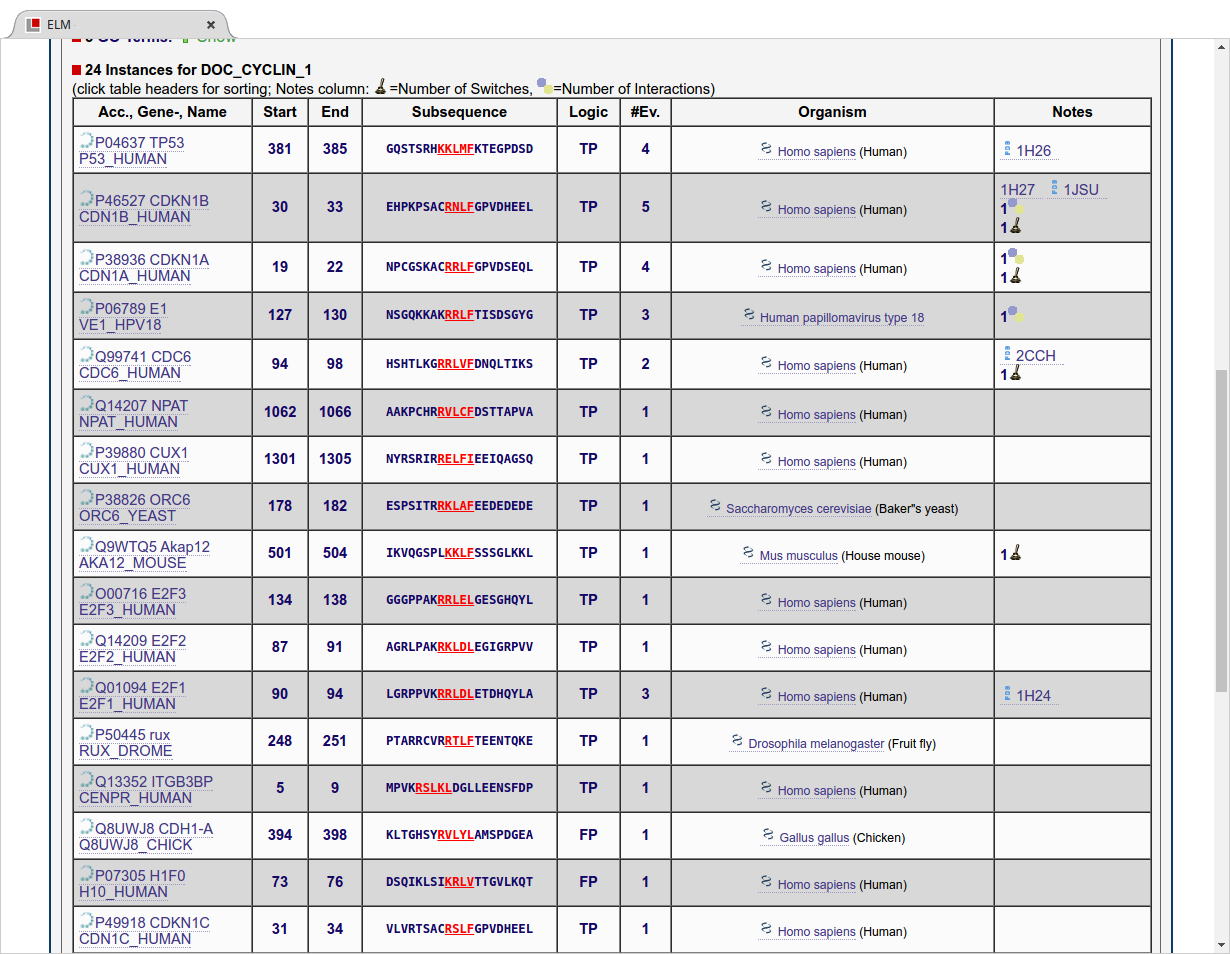 ELM
24 Instances for DOC_CYCLIN_1
(click table headers for sorting; Notes column: =Number of Switches, =Number of Interactions)
Acc., Gene-, Name Start End Subsequence Logic #Ev. Organism Notes
P04637 TP53
P53_HUMAN 381 385 GQSTSRHKKLMFKTEGPDSD TP 4 Homo sapiens (Human) 1H26
P46527 CDKN1B
CDN1B_HUMAN 30 33 EHPKPSACRNLFGPVDHEEL TP 5 Homo sapiens (Human) 1H27 1JSU
1
1
P38936 CDKN1A
CDN1A_HUMAN 19 22 NPCGSKACRRLFGPVDSEQL TP 4 Homo sapiens (Human) 1
1
P06789 E1
VE1_HPV18 127 130 NSGQKKAKRRLFTISDSGYG TP 3 Human papillomavirus type 18 1
Q99741 CDC6
CDC6_HUMAN 94 98 HSHTLKGRRLVFDNQLTIKS TP 2 Homo sapiens (Human) 2CCH
1
Q14207 NPAT
NPAT_HUMAN 1062 1066 AAKPCHRRVLCFDSTTAPVA TP 1 Homo sapiens (Human)
P39880 CUX1
CUX1_HUMAN 1301 1305 NYRSRIRRELFIEEIQAGSQ TP 1 Homo sapiens (Human)
P38826 ORC6
ORC6_YEAST 178 182 ESPSITRRKLAFEEDEDEDE TP 1 Saccharomyces cerevisiae (Baker"s yeast)
Q9WTQ5 Akap12
AKA12_MOUSE 501 504 IKVQGSPLKKLFSSSGLKKL TP 1 Mus musculus (House mouse) 1
O00716 E2F3
E2F3_HUMAN 134 138 GGGPPAKRRLELGESGHQYL TP 1 Homo sapiens (Human)
Q14209 E2F2
E2F2_HUMAN 87 91 AGRLPAKRKLDLEGIGRPVV TP 1 Homo sapiens (Human)
Q01094 E2F1
E2F1_HUMAN 90 94 LGRPPVKRRLDLETDHQYLA TP 3 Homo sapiens (Human) 1H24
P50445 rux
RUX_DROME 248 251 PTARRCVRRTLFTEENTQKE TP 1 Drosophila melanogaster (Fruit fly)
Q13352 ITGB3BP
CENPR_HUMAN 5 9 MPVKRSLKLDGLLEENSFDP TP 1 Homo sapiens (Human)
Q8UWJ8 CDH1-A
Q8UWJ8_CHICK 394 398 KLTGHSYRVLYLAMSPDGEA FP 1 Gallus gallus (Chicken)
P07305 H1F0
H10_HUMAN 73 76 DSQIKLSIKRLVTTGVLKQT FP 1 Homo sapiens (Human)
P49918 CDKN1C
CDN1C_HUMAN 31 34 VLVRTSACRSLFGPVDHEEL TP 1 Homo sapiens (Human)